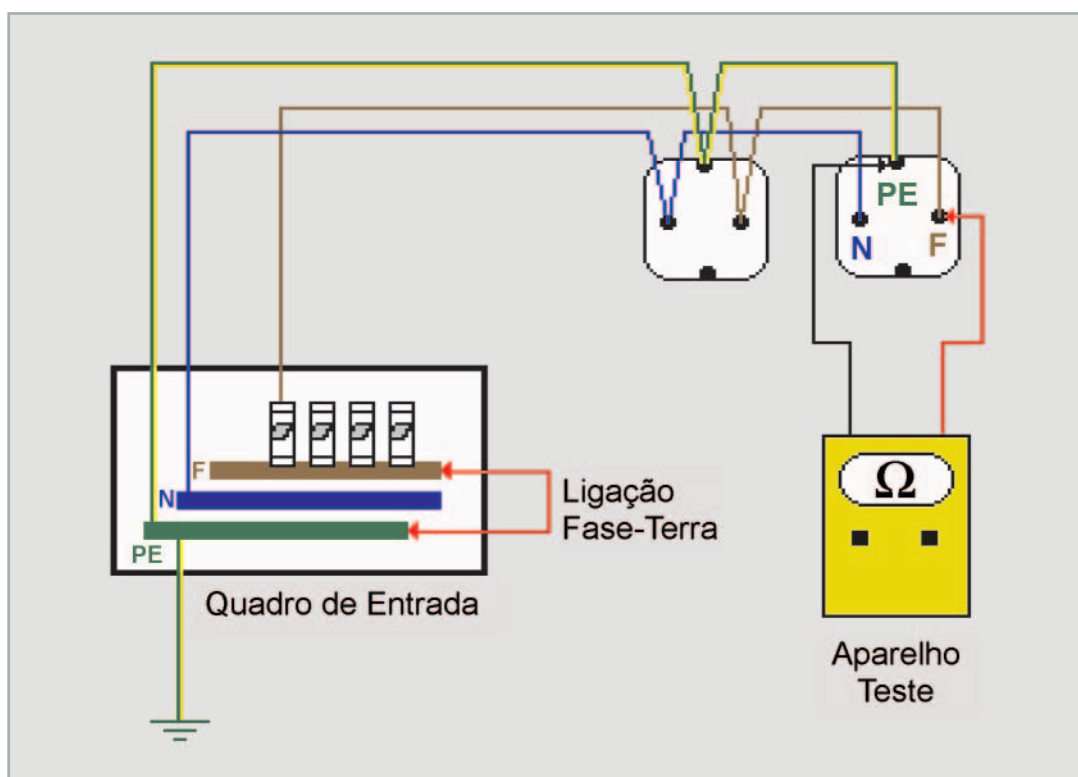 PE
N
F
F
N
PE
Ligação
Fase-Terra
Quadro de Entrada
Ω
Aparelho
Teste